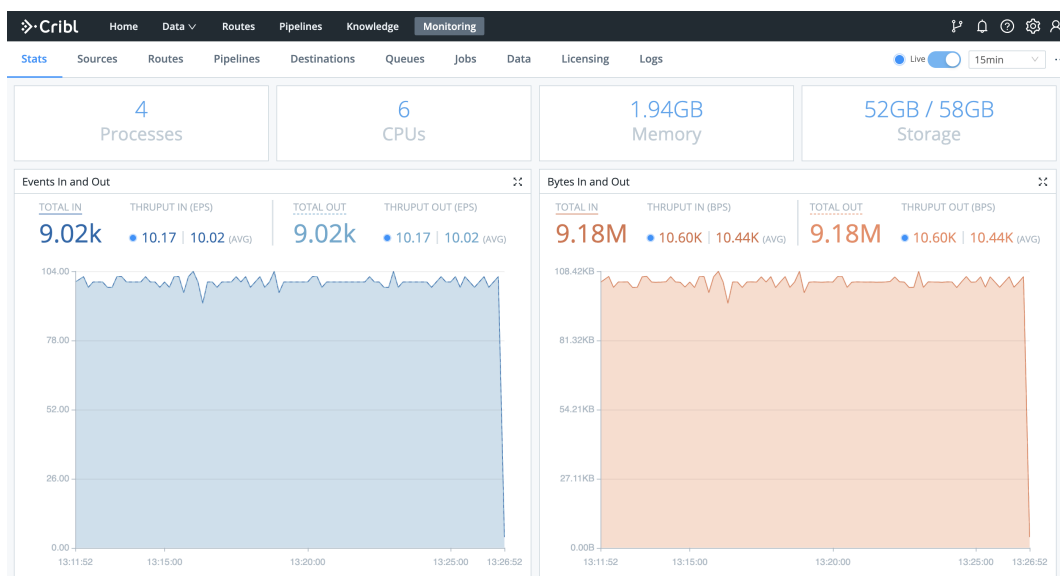 Cribl Home Data Routes Pipelines Knowledge Monitoring
Stats Sources Routes Pipelines Destinations Queues Jobs Data Licensing Logs Live 15min
4 6 1.94GB 52GB / 58GB
Processes CPUs Memory Storage
Events In and Out
TOTAL IN THRUPUT IN (EPS) TOTAL OUT THRUPUT OUT (EPS)
9.02k 10.17 | 10.02 (AVG) 9.02k 10.17 | 10.02 (AVG)
104.00
78.00
52.00
26.00
0.00
13:11:52 13:15:00 13:20:00 13:25:00 13:26:52
Bytes In and Out
TOTAL IN THRUPUT IN (BPS) TOTAL OUT THRUPUT OUT (BPS)
9.18M 10.60K | 10.44K (AVG) 9.18M 10.60K | 10.44K (AVG)
108.42KB
81.32KB
54.21KB
27.11KB
0.00B
13:11:52 13:15:00 13:20:00 13:25:00 13:26:52